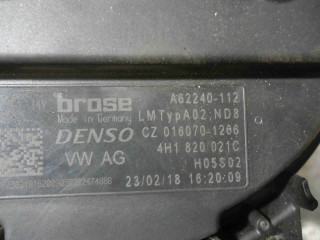 14V brose A62240-112
Made in Germany LMTypA02,ND8
DENSO CZ 016070-1266
VW AG 4H1 820 021C
H05S02
23/02/18 16:20:09